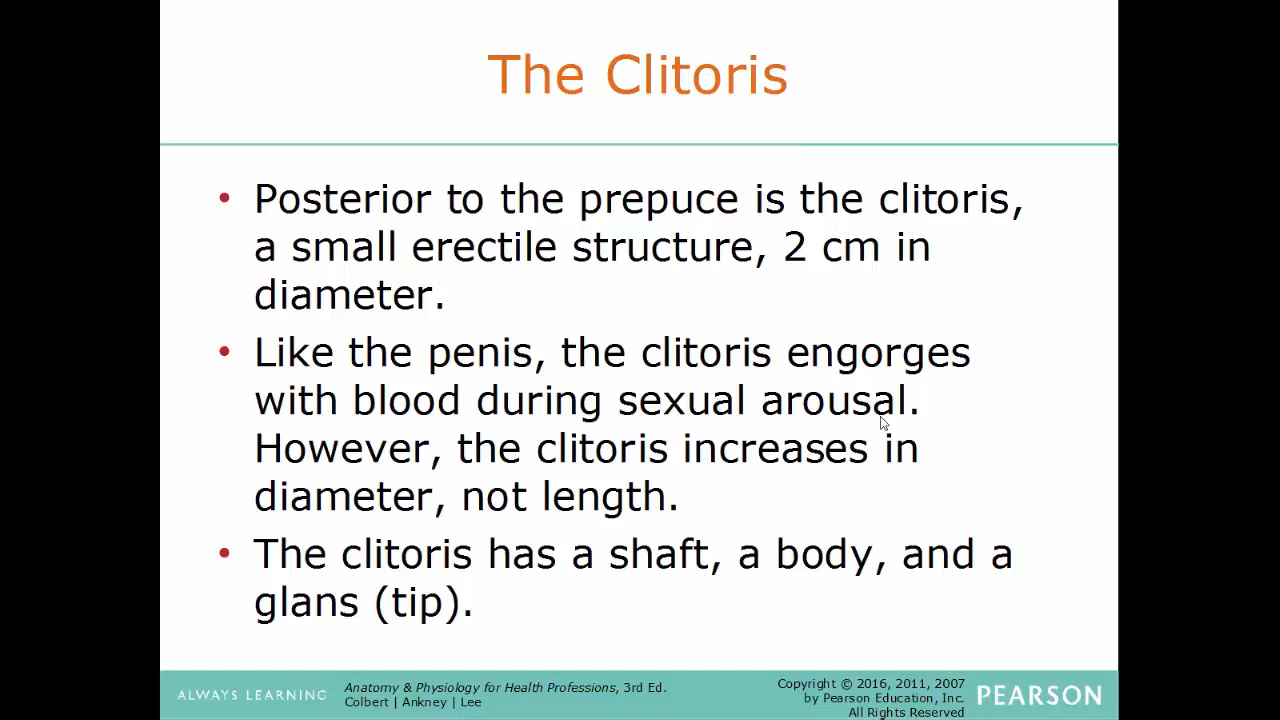 The Clitoris
• Posterior to the prepuce is the clitoris,
a small erectile structure, 2 cm in
diameter.
• Like the penis, the clitoris engorges
with blood during sexual arousal.
However, the clitoris increases in
diameter, not length.
• The clitoris has a shaft, a body, and a
glans (tip).
ALWAYS LEARNING
Anatomy & Physiology for Health Professions, 3rd Ed.
Colbert | Ankney | Lee
Copyright © 2016, 2011, 2007
by Pearson Education, Inc.
All Rights Reserved
PEARSON